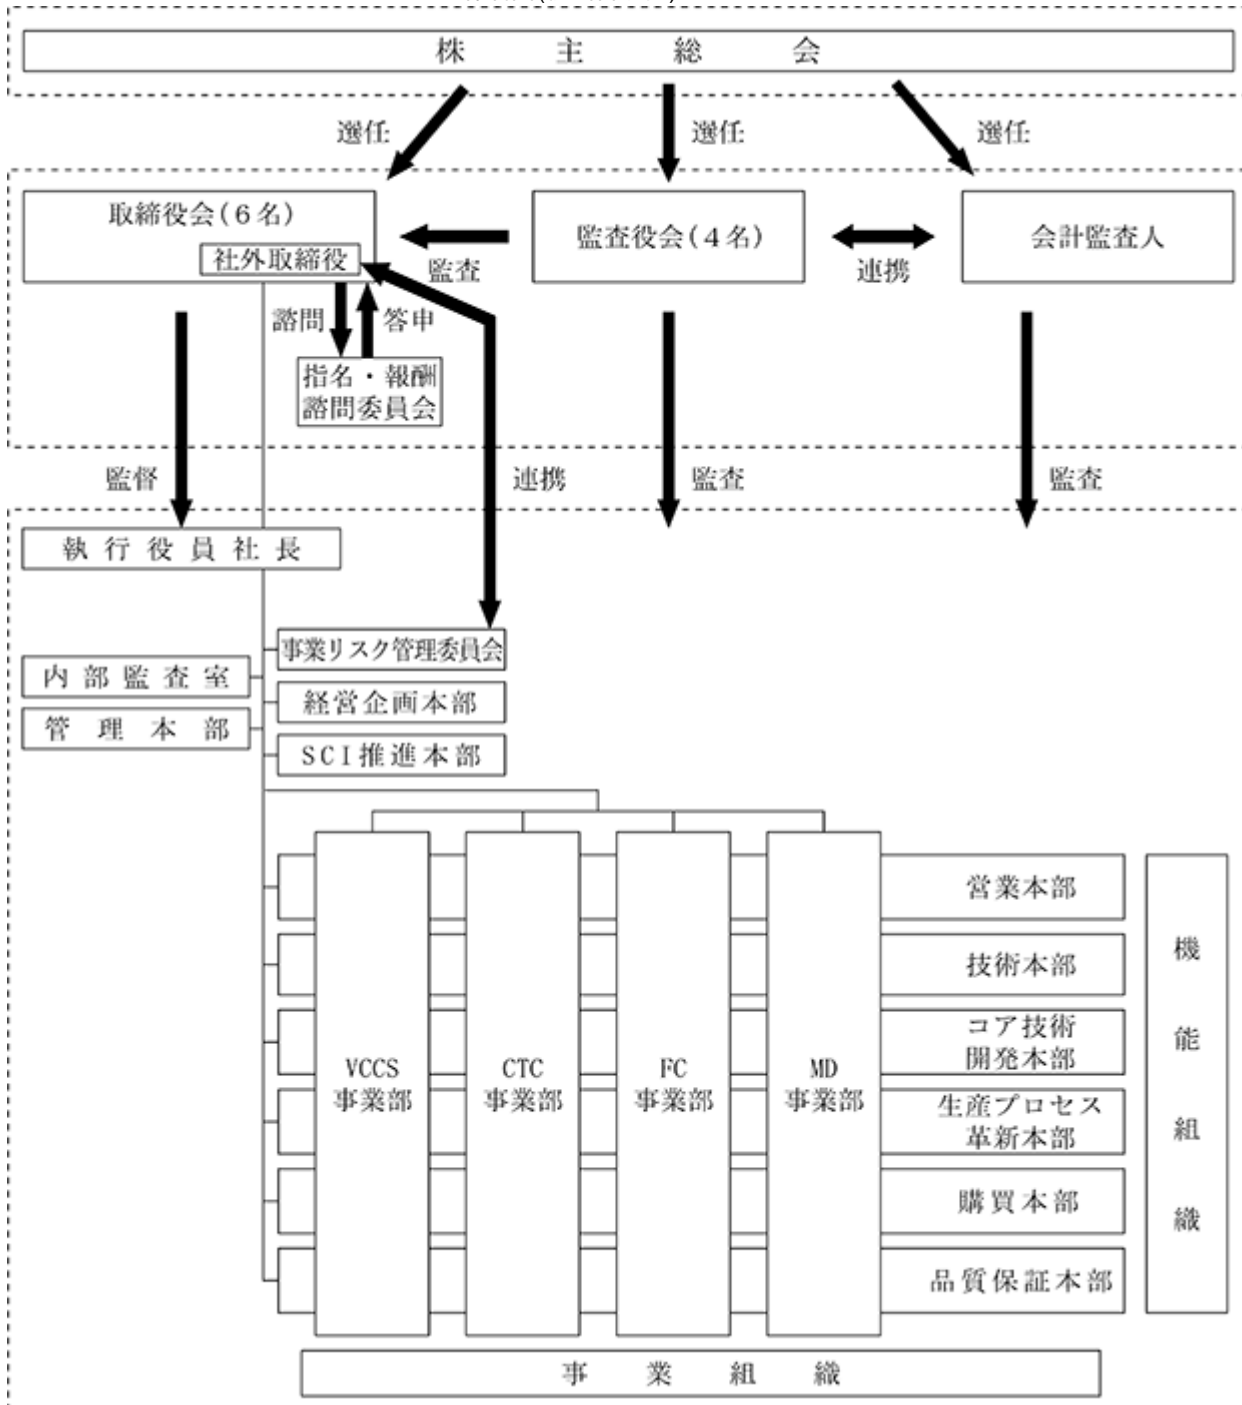 株主総会
選任
選任
選任
取締役会(6名)
社外取締役
監査
監査役会(4名)
連携
会計監査人
諮問
答申
指名・報酬
諮問委員会
監督
連携
監査
監査
執行役員社長
事業リスク管理委員会
内部監査室
経営企画本部
管理本部
SCI推進本部
VCCS
事業部
CTC
事業部
FC
事業部
MD
事業部
営業本部
技術本部
コア技術
開発本部
生産プロセス
革新本部
購買本部
品質保証本部
機能組織
事業組織